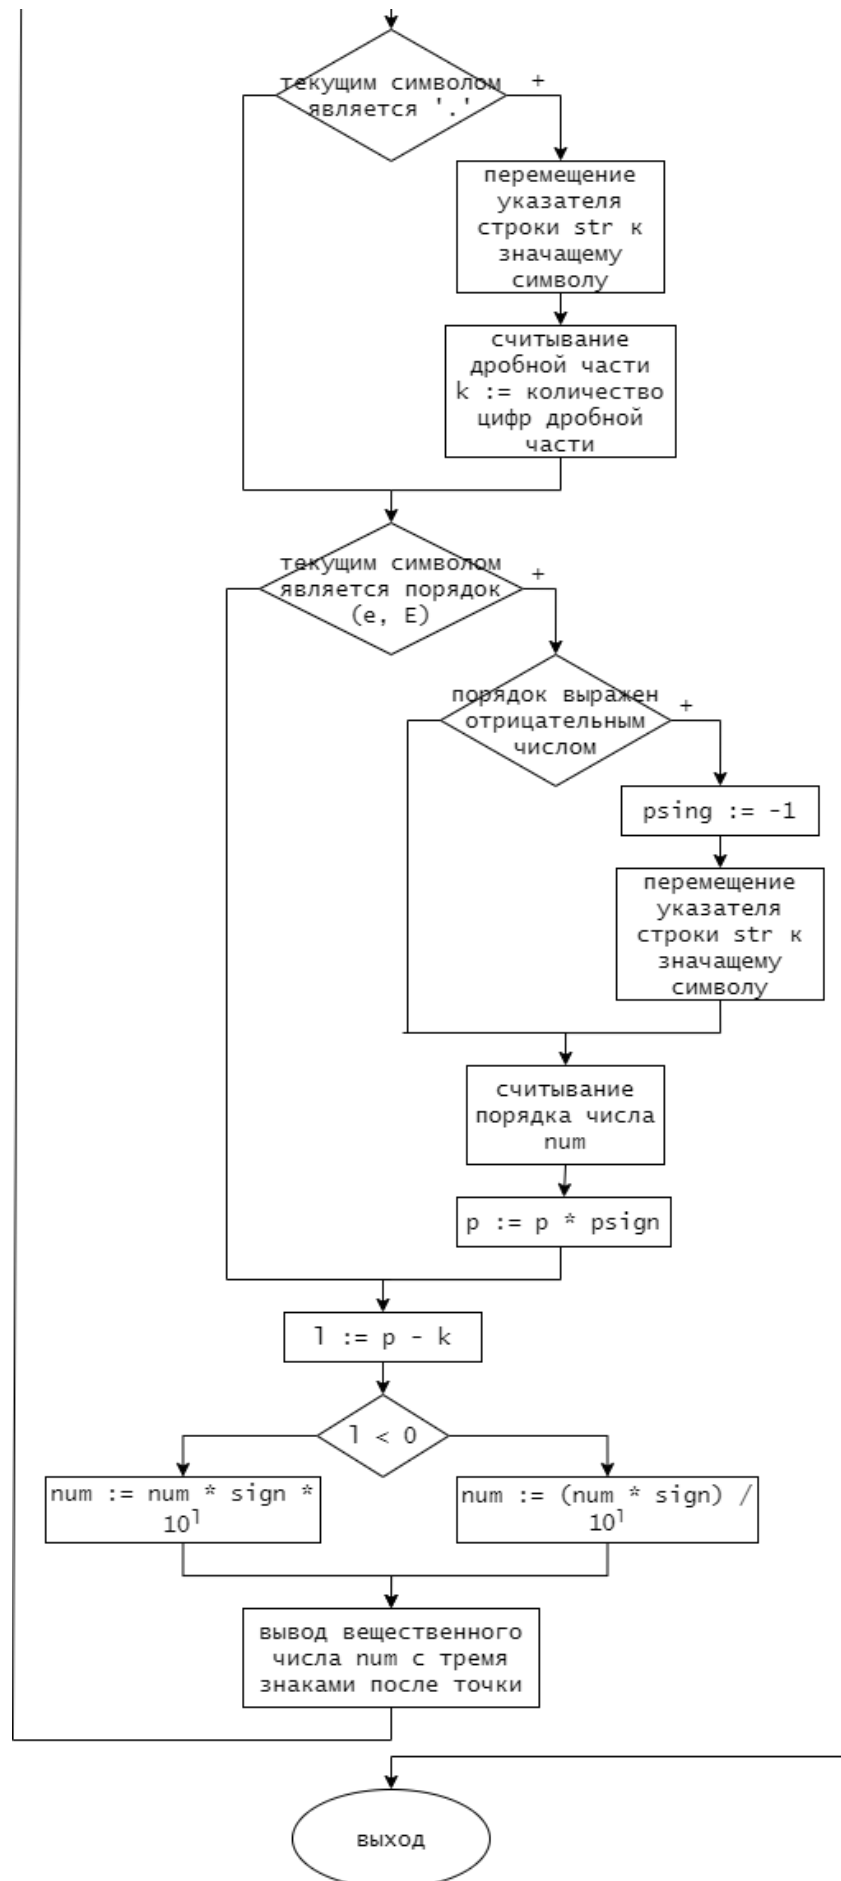 текущим символом
является '.'
+
перемещение
указателя
строки str к
значащему
символу
считывание
дробной части
k := количество
цифр дробной
части
текущим символом
является порядок
(e, E)
+
порядок выражен
отрицательным
числом
+
psing := -1
перемещение
указателя
строки str к
значащему
символу
считывание
порядка числа
num
p := p * psign
l := p - k
l < 0
num := num * sign *
10^l
num := (num * sign) /
10^l
вывод вещественного
числа num с тремя
знаками после точки
выход